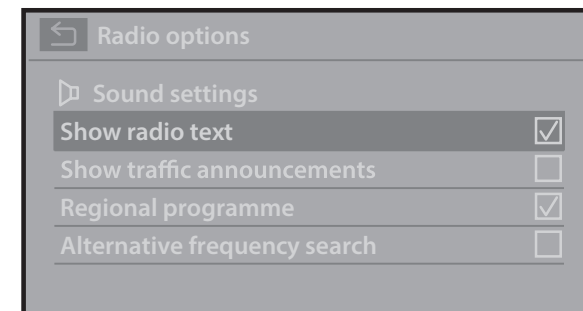 Radio options
Sound settings
Show radio text
Show traffic announcements
Regional programme
Alternative frequency search